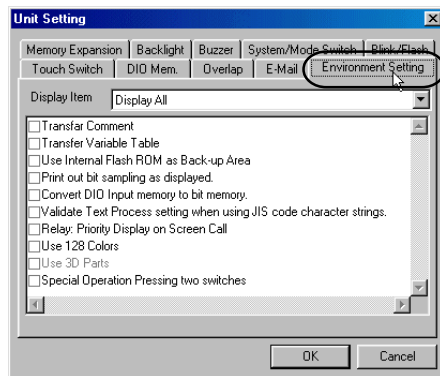 Unit Setting
Memory Expansion Backlight Buzzer System/Mode Switch Blink/Flash
Touch Switch DIO Mem. Overlap E-Mail Environment Setting
Display Item Display All
Transfar Comment
Transfer Variable Table
Use Internal Flash ROM as Back-up Area
Print out bit sampling as displayed.
Convert DIO Input memory to bit memory.
Validate Text Process setting when using JIS code character strings.
Relay: Priority Display on Screen Call
Use 128 Colors
Use 3D Parts
Special Operation Pressing two switches
OK Cancel